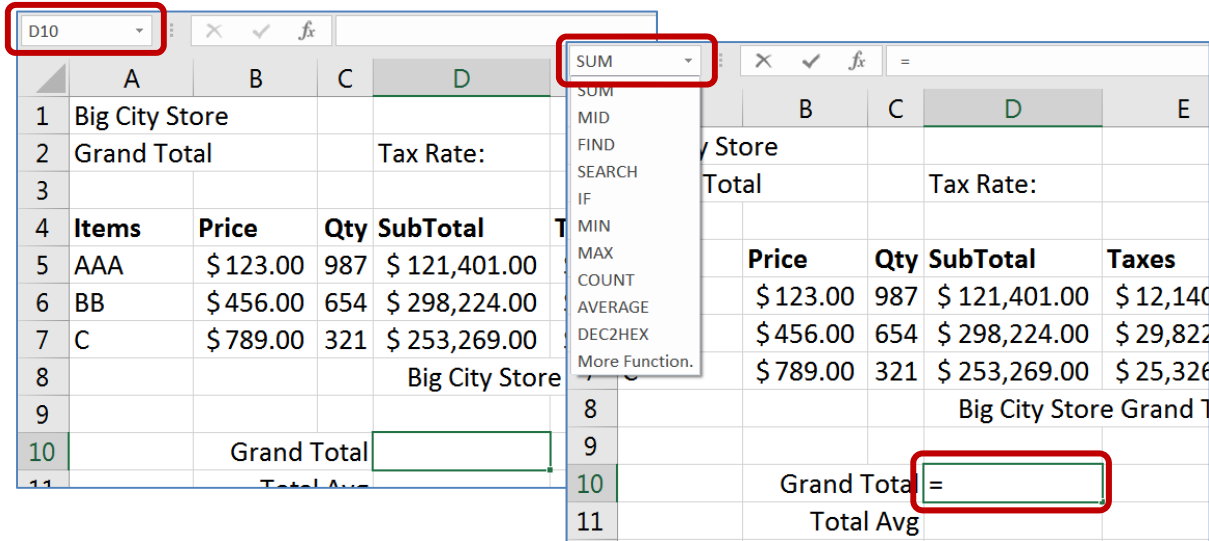 D10 fx
A B C D
1 Big City Store
2 Grand Total Tax Rate:
3
4 Items Price Qty SubTotal
5 AAA $ 123.00 987 $ 121,401.00
6 BB $ 456.00 654 $ 298,224.00
7 C $ 789.00 321 $ 253,269.00
8 Big City Store
9
10 Grand Total
11 Total Avg
SUM fx =
SUM
MID
FIND
SEARCH
IF
MIN
MAX
COUNT
AVERAGE
DEC2HEX
More Function.
B C D E
Store
Total Tax Rate:
Price Qty SubTotal Taxes
$ 123.00 987 $ 121,401.00 $ 12,140
$ 456.00 654 $ 298,224.00 $ 29,822
$ 789.00 321 $ 253,269.00 $ 25,326
8 Big City Store Grand T
9
10 Grand Total =
11 Total Avg